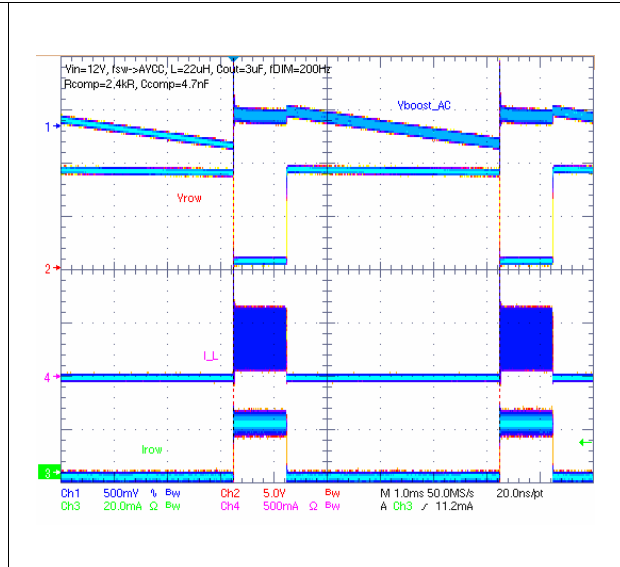 Vin=12V, fsw->AVCC, L=22uH, Cout=3uF, fDIM=200Hz
Rcomp=2,4kR, Ccomp=4.7nF
Vboost_AC
1
Vrow
2
I_L
4
Irow
3
Ch1 500mV ∿ Bw Ch2 5.0V Bw M 1.0ms 50.0MS/s 20.0ns/pt
Ch3 20.0mA Ω Bw Ch4 500mA Ω Bw A Ch3 ∕ 11.2mA